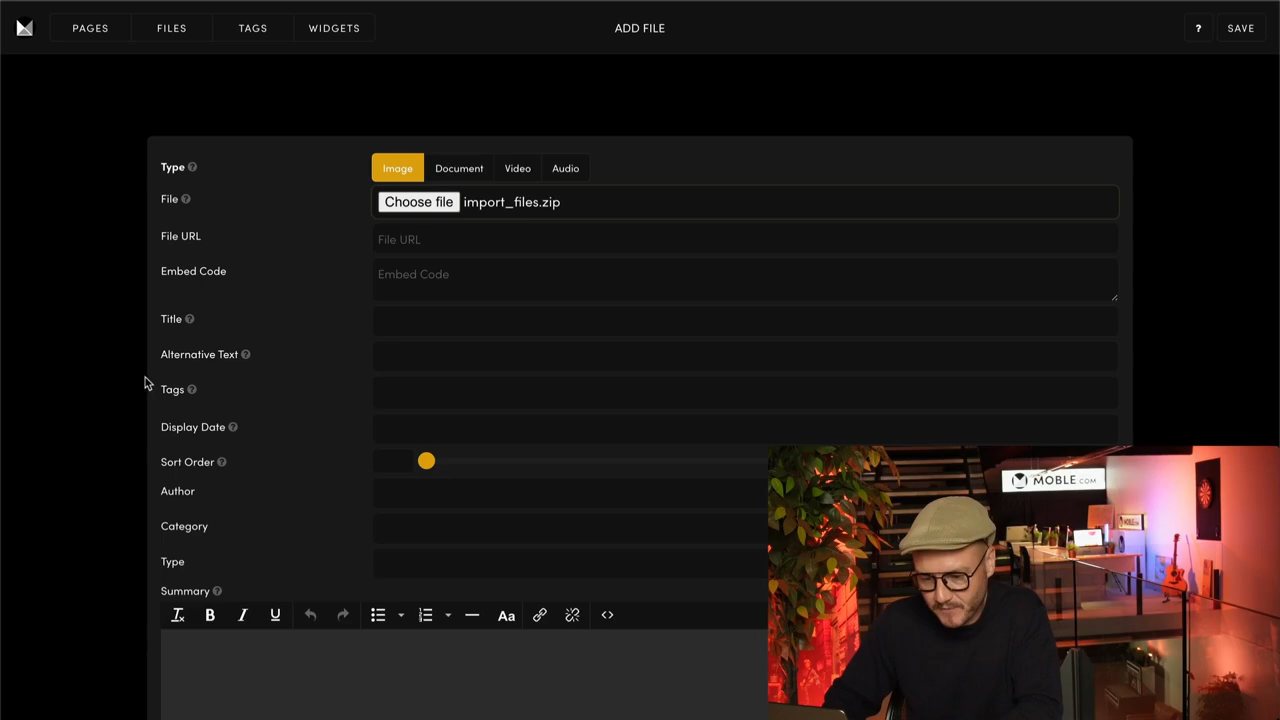 PAGES FILES TAGS WIDGETS ADD FILE ? SAVE
Type ? Image Document Video Audio
File ? Choose file import_files.zip
File URL File URL
Embed Code Embed Code
Title ?
Alternative Text ?
Tags ?
Display Date ?
Sort Order ?
Author
Category
Type
Summary ?
Tx B I U Aa <>
MOBLE.COM